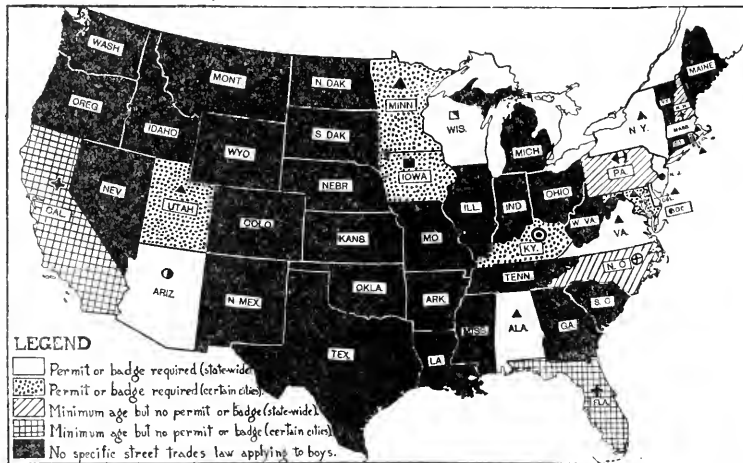 WASH.
MONT.
N. DAK
MINN
MAINE
OREG
IDAHO
S DAK
WIS.
N.Y.
MASS
WYO
MICH
IOWA
PA.
N.J.
NEV.
NEBR
ILL.
IND
OHIO
DEL.
CAL.
UTAH
COLO
KANS
MO
W VA.
VA.
KY.
N. C
ARIZ.
N. MEX.
OKLA
ARK.
TENN
S. C
TEX.
LA
MISS.
ALA.
GA.
FLA.
LEGEND
Permit or badge required (state-wide)
Permit or badge required (certain cities).
Minimum age but no permit or badge (state-wide).
Minimum age but no permit or badge (certain cities)
No specific street trades law applying to boys.